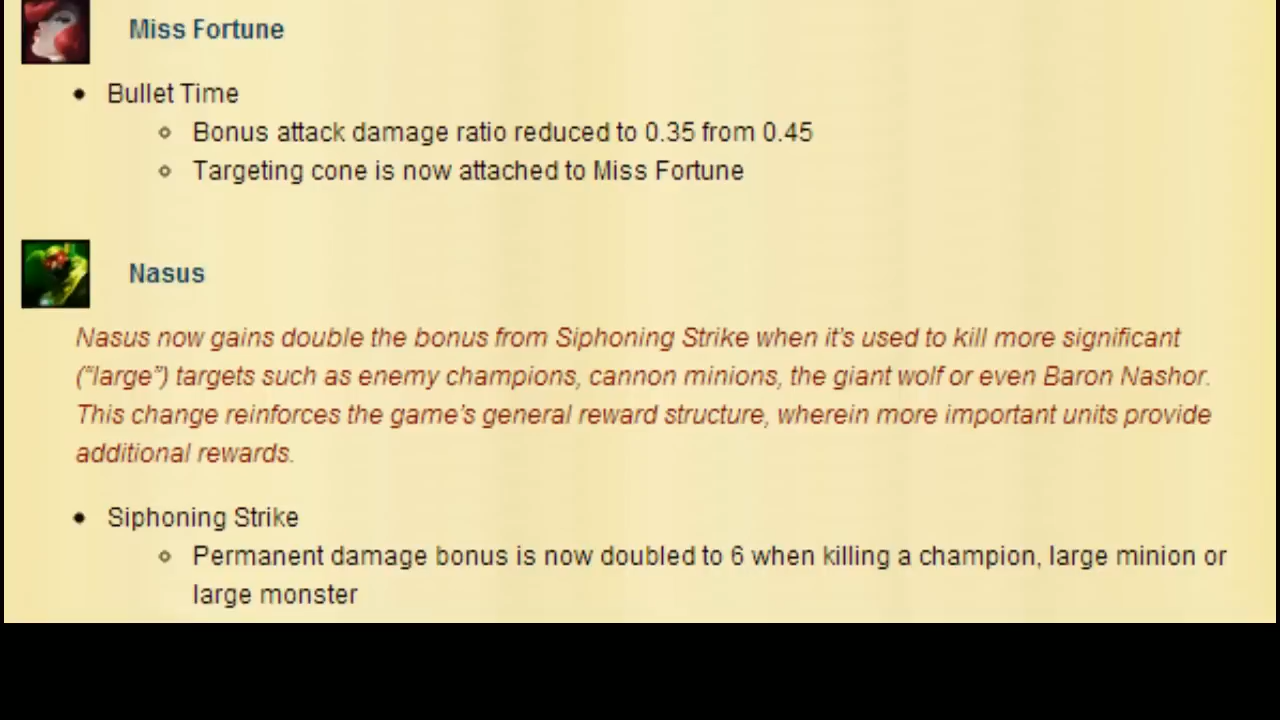 Miss Fortune
Bullet Time
Bonus attack damage ratio reduced to 0.35 from 0.45
Targeting cone is now attached to Miss Fortune
Nasus
Nasus now gains double the bonus from Siphoning Strike when it's used to kill more significant
("large") targets such as enemy champions, cannon minions, the giant wolf or even Baron Nashor.
This change reinforces the game's general reward structure, wherein more important units provide
additional rewards.
Siphoning Strike
Permanent damage bonus is now doubled to 6 when killing a champion, large minion or
large monster